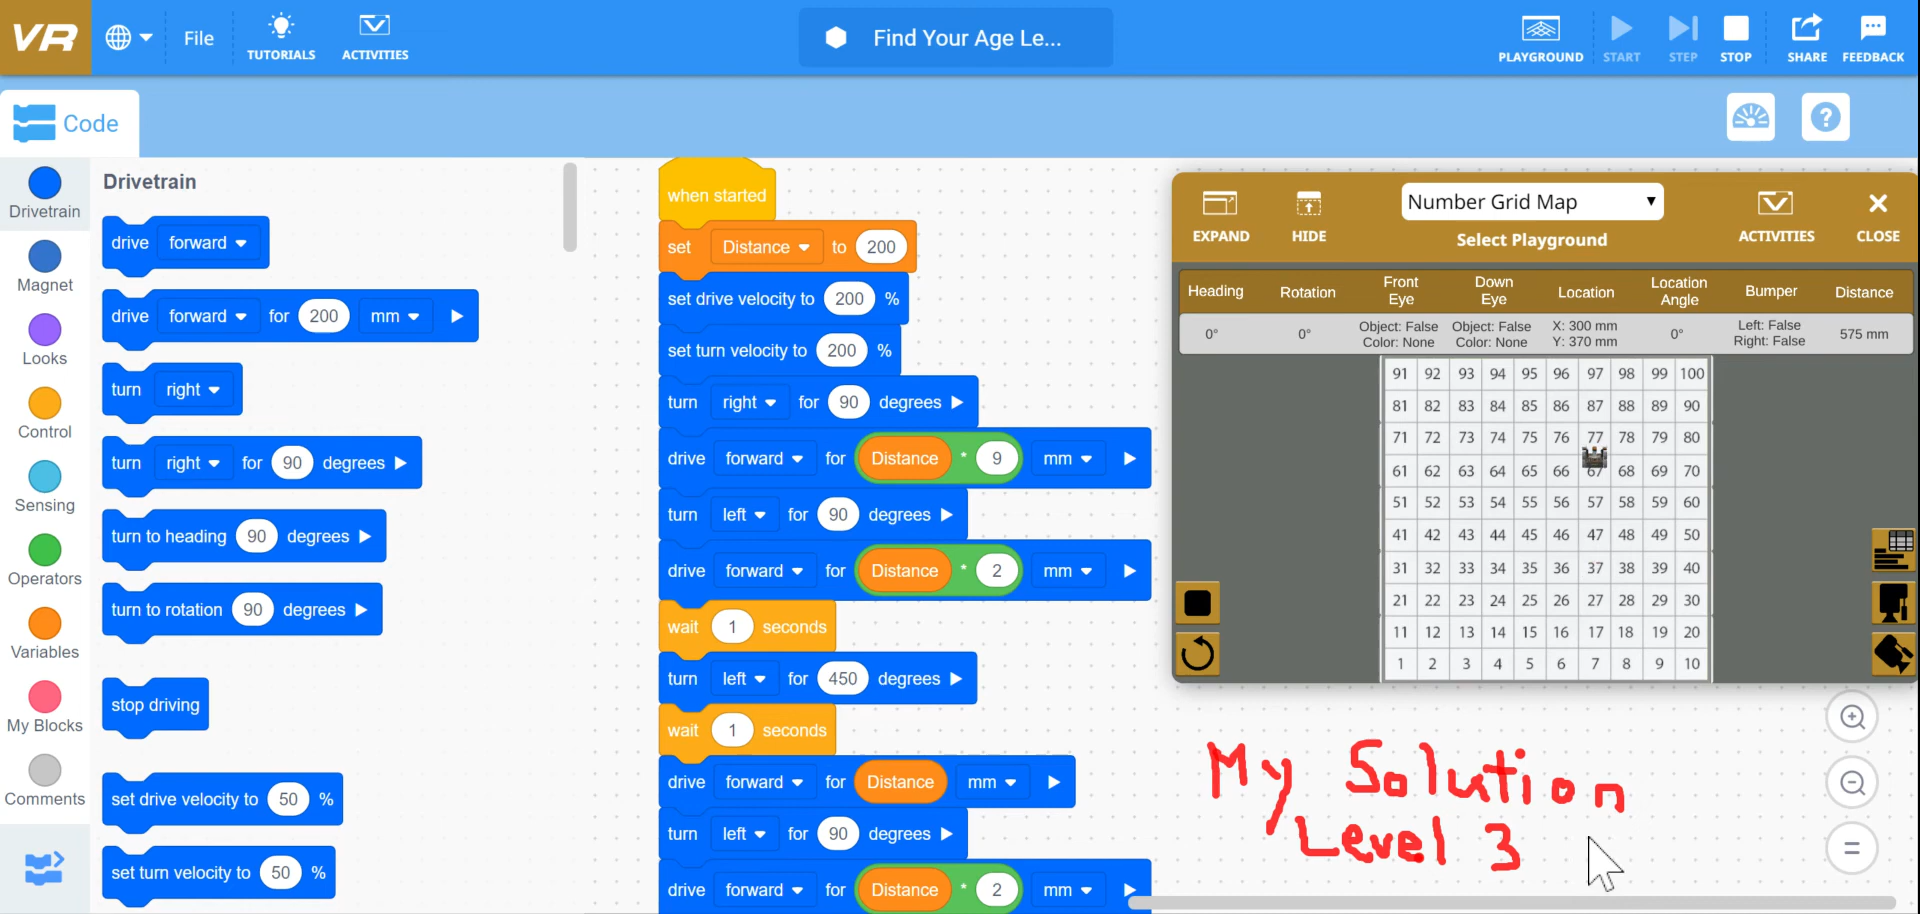 VR
File
TUTORIALS
ACTIVITIES
Find Your Age Le...
PLAYGROUND
START
STEP
STOP
SHARE
FEEDBACK
Code
Drivetrain
Magnet
Looks
Control
Sensing
Operators
Variables
My Blocks
Comments
Drivetrain
drive forward
drive forward for 200 mm
turn right
turn right for 90 degrees
turn to heading 90 degrees
turn to rotation 90 degrees
stop driving
set drive velocity to 50 %
set turn velocity to 50 %
when started
set Distance to 200
set drive velocity to 200 %
set turn velocity to 200 %
turn right for 90 degrees
drive forward for Distance * 9 mm
turn left for 90 degrees
drive forward for Distance * 2 mm
wait 1 seconds
turn left for 450 degrees
wait 1 seconds
drive forward for Distance mm
turn left for 90 degrees
drive forward for Distance * 2 mm
EXPAND
HIDE
Number Grid Map
Select Playground
ACTIVITIES
CLOSE
Heading Rotation Front Eye Down Eye Location Location Angle Bumper Distance
0° 0° Object: False Object: False X: 300 mm 0° Left: False 575 mm
Color: None Color: None Y: 370 mm Right: False
91 92 93 94 95 96 97 98 99 100
81 82 83 84 85 86 87 88 89 90
71 72 73 74 75 76 77 78 79 80
61 62 63 64 65 66 67 68 69 70
51 52 53 54 55 56 57 58 59 60
41 42 43 44 45 46 47 48 49 50
31 32 33 34 35 36 37 38 39 40
21 22 23 24 25 26 27 28 29 30
11 12 13 14 15 16 17 18 19 20
1 2 3 4 5 6 7 8 9 10
My Solution
Level 3